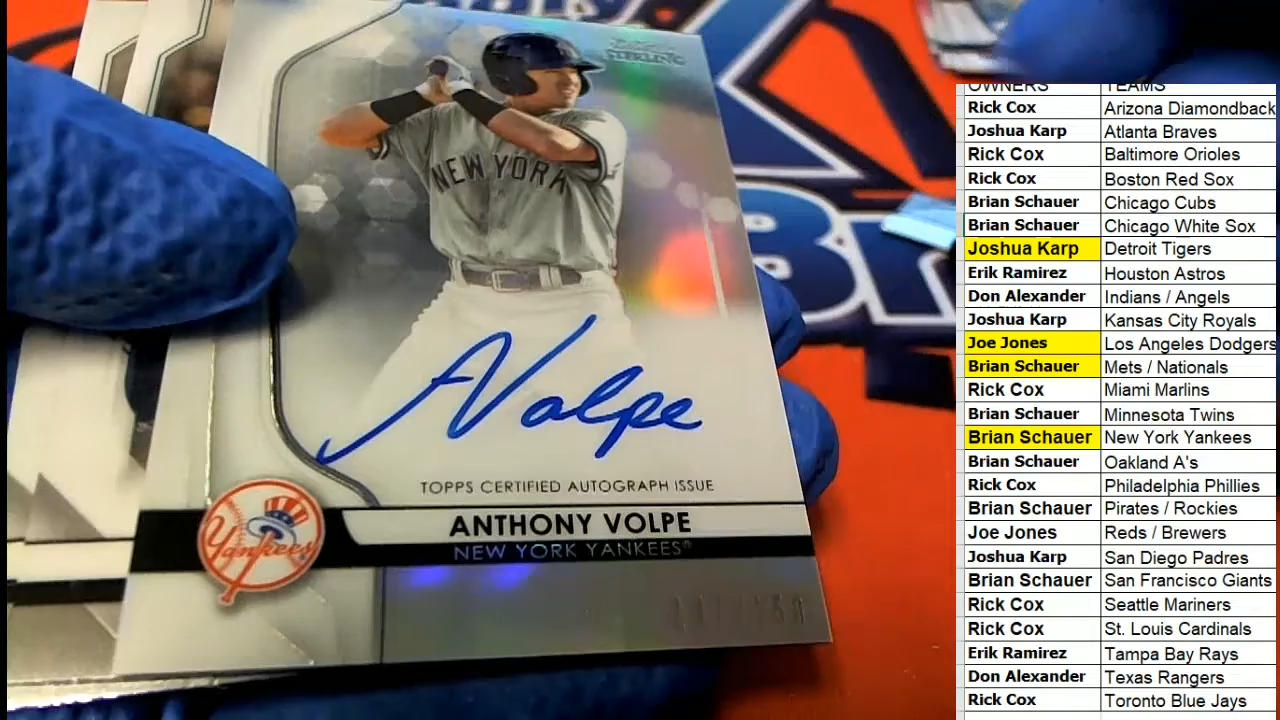 STERLING
NEW YORK
Volpe
TOPPS CERTIFIED AUTOGRAPH ISSUE
ANTHONY VOLPE
NEW YORK YANKEES®
Yankees
OWNERS TEAMS
Rick Cox Arizona Diamondback
Joshua Karp Atlanta Braves
Rick Cox Baltimore Orioles
Rick Cox Boston Red Sox
Brian Schauer Chicago Cubs
Brian Schauer Chicago White Sox
Joshua Karp Detroit Tigers
Erik Ramirez Houston Astros
Don Alexander Indians / Angels
Joshua Karp Kansas City Royals
Joe Jones Los Angeles Dodgers
Brian Schauer Mets / Nationals
Rick Cox Miami Marlins
Brian Schauer Minnesota Twins
Brian Schauer New York Yankees
Brian Schauer Oakland A's
Rick Cox Philadelphia Phillies
Brian Schauer Pirates / Rockies
Joe Jones Reds / Brewers
Joshua Karp San Diego Padres
Brian Schauer San Francisco Giants
Rick Cox Seattle Mariners
Rick Cox St. Louis Cardinals
Erik Ramirez Tampa Bay Rays
Don Alexander Texas Rangers
Rick Cox Toronto Blue Jays